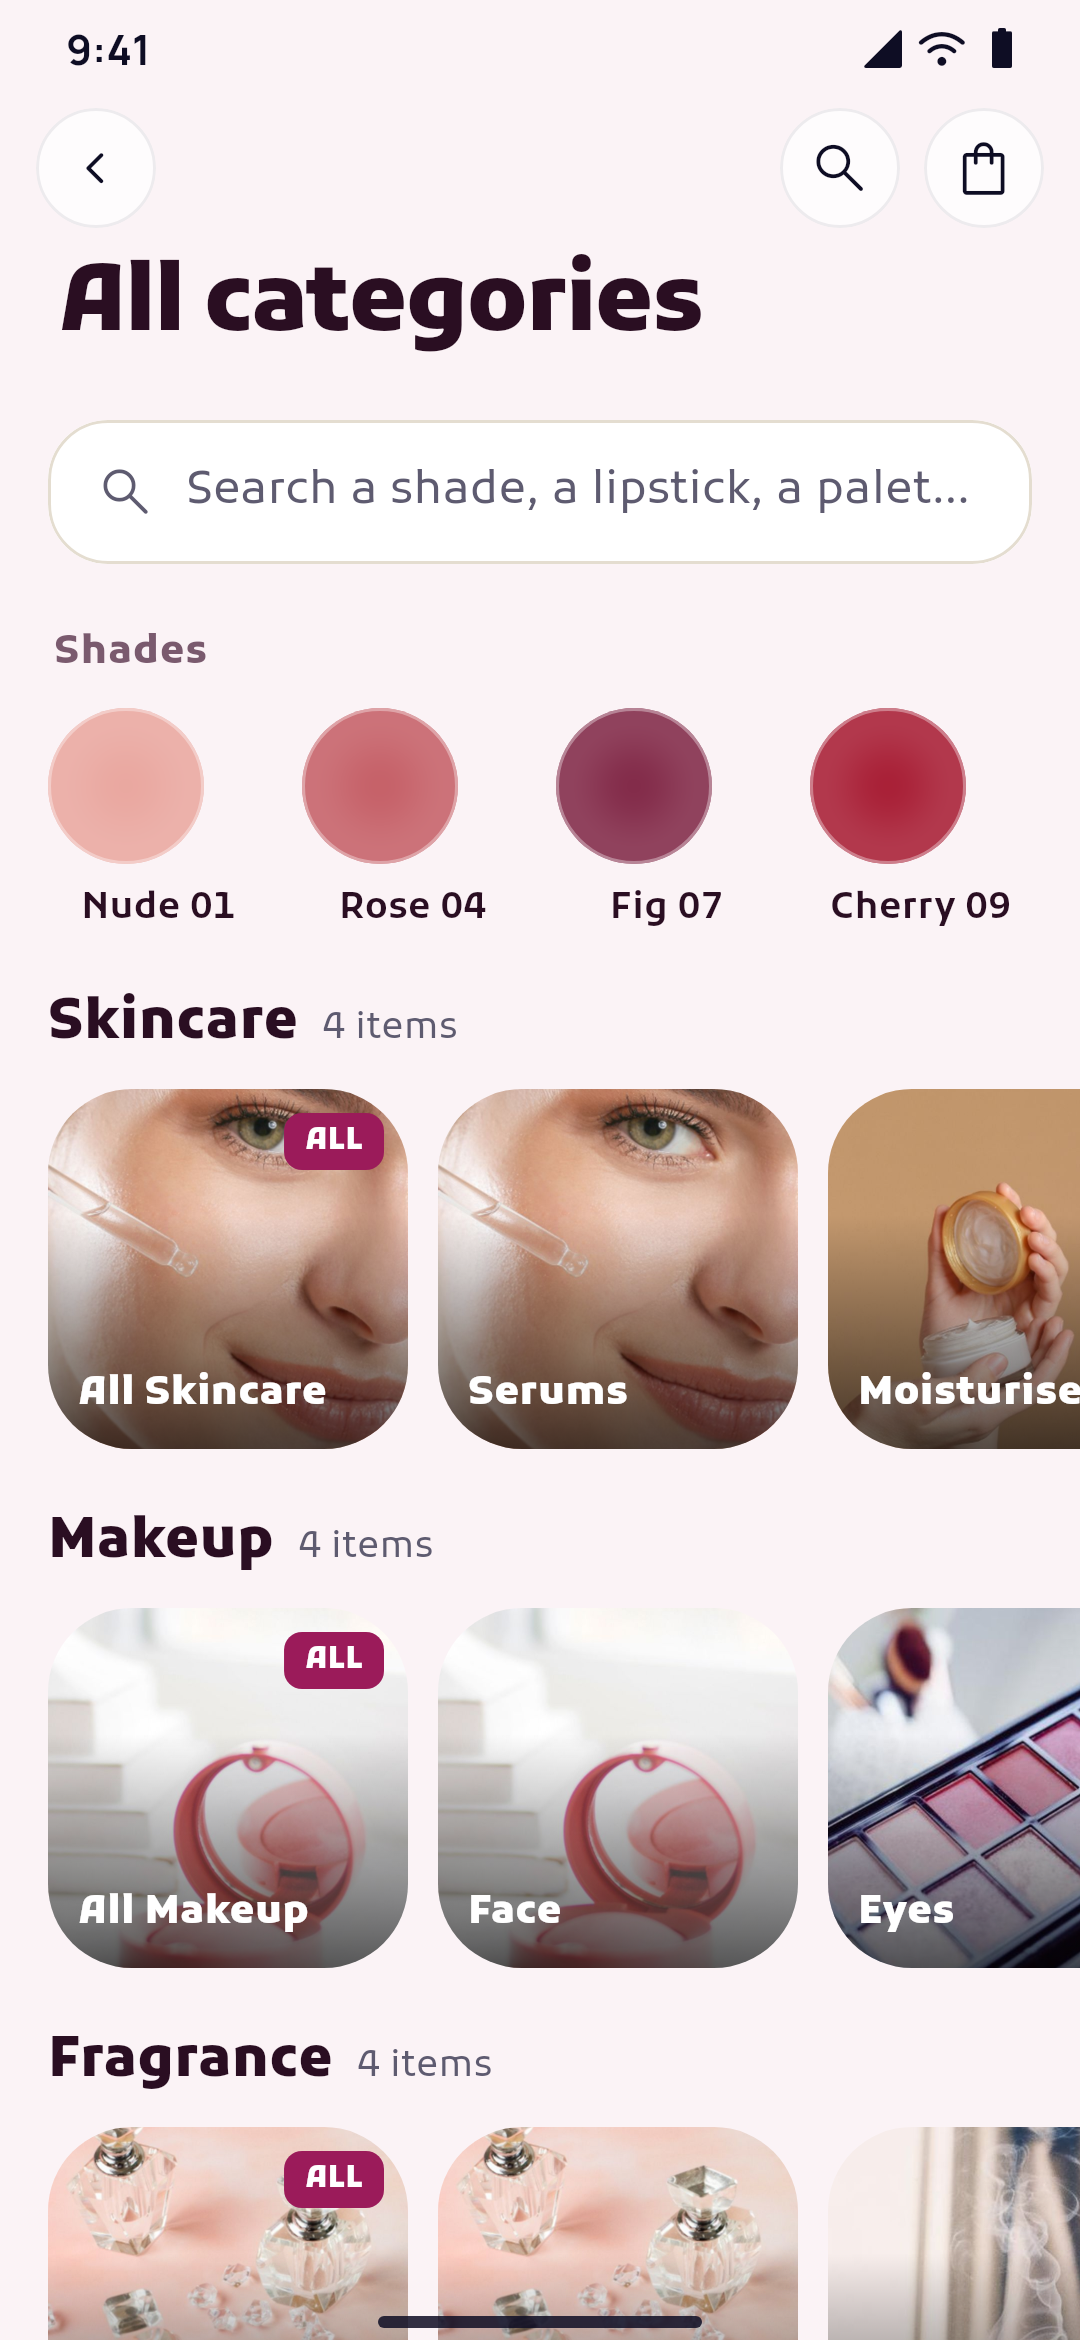 9:41
All categories
Search a shade, a lipstick, a palet...
Shades
Nude 01
Rose 04
Fig 07
Cherry 09
Skincare 4 items
ALL
All Skincare
Serums
Moisturise
Makeup 4 items
ALL
All Makeup
Face
Eyes
Fragrance 4 items
ALL